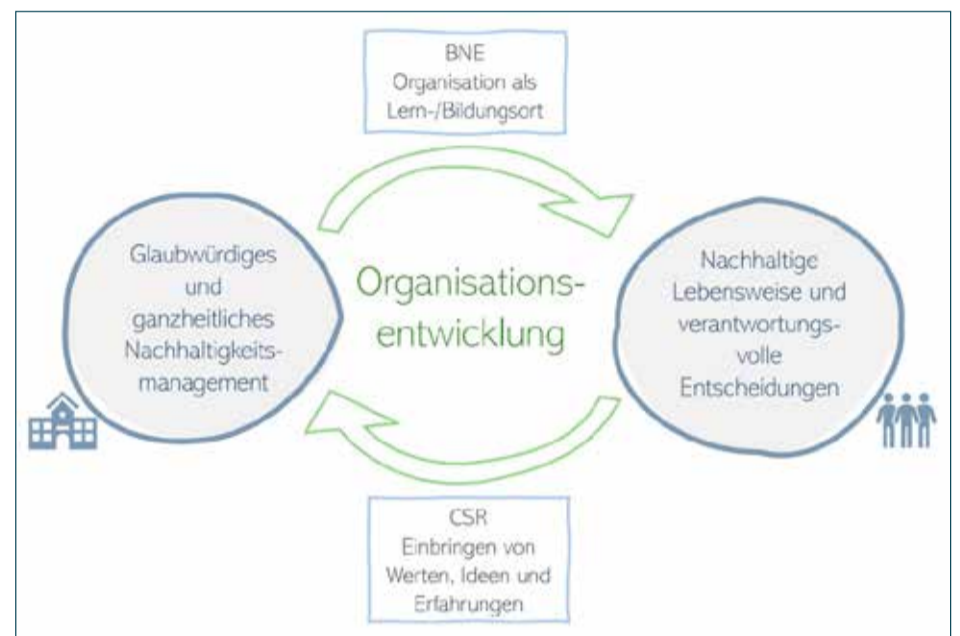 BNE
Organisation als
Lern-/Bildungsort
Glaubwürdiges
und
ganzheitliches
Nachhaltigkeits-
management
Organisations-
entwicklung
Nachhaltige
Lebensweise und
verantwortungs-
volle
Entscheidungen
CSR
Einbringen von
Werten, Ideen und
Erfahrungen